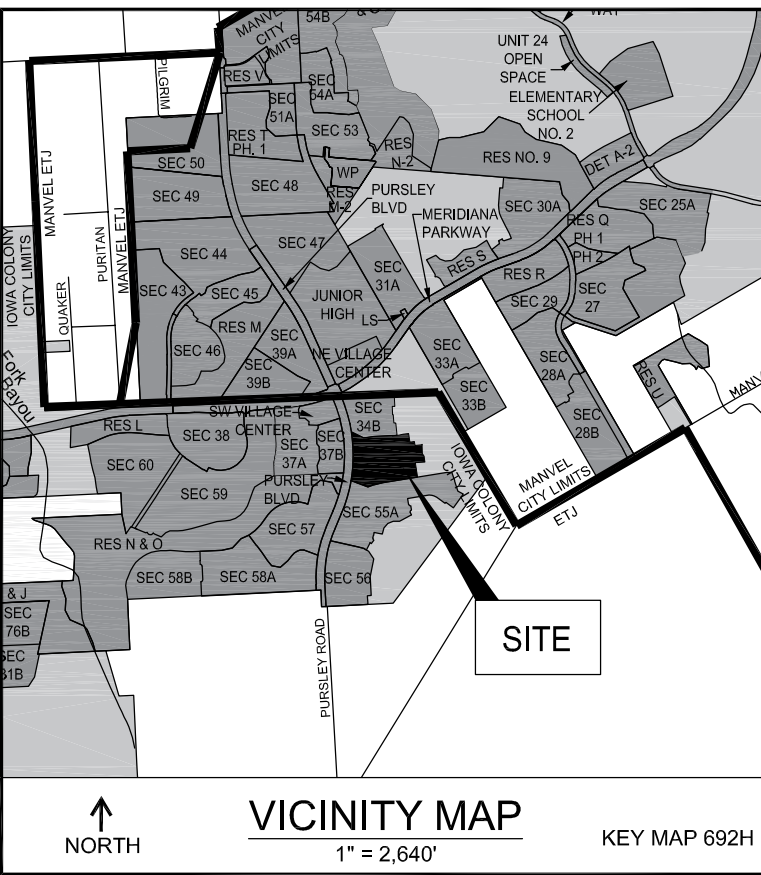 54B
& C
WAY
MANVEL
CITY
LIMITS
UNIT 24
OPEN
SPACE
ELEMENTARY
SCHOOL
NO. 2
PILGRIM
RES V
SEC
54A
SEC
51A
RES T
PH. 1
SEC 53
RES
N-2
RES NO. 9
DET A-2
SEC 50
WP
RES
M-2
SEC 49
SEC 48
PURSLEY
BLVD
MERIDIANA
PARKWAY
SEC 30A
SEC 25A
RES Q
PH 1
PH 2
IOWA COLONY
CITY LIMITS
MANVEL ETJ
PURITAN
MANVEL ETJ
QUAKER
SEC 44
SEC 47
SEC
31A
RES S
RES R
SEC 43
SEC 45
JUNIOR
HIGH
LS
SEC 29
SEC
27
RES M
SEC 46
SEC
39A
NE VILLAGE
CENTER
SEC
39B
SEC
33A
SEC
33B
SEC
28A
RES U
Fork
Bayou
SW VILLAGE
CENTER
SEC
34B
SEC
28B
RES L
SEC 38
SEC
37A
SEC
37B
IOWA COLONY
CITY LIMITS
MANVEL
CITY LIMITS
ETJ
SEC 60
SEC 59
PURSLEY
BLVD
SEC 55A
SEC 57
RES N & O
SEC 58B
SEC 58A
SEC 56
& J
SEC
76B
SEC
81B
PURSLEY ROAD
SITE
NORTH
VICINITY MAP
1" = 2,640'
KEY MAP 692H